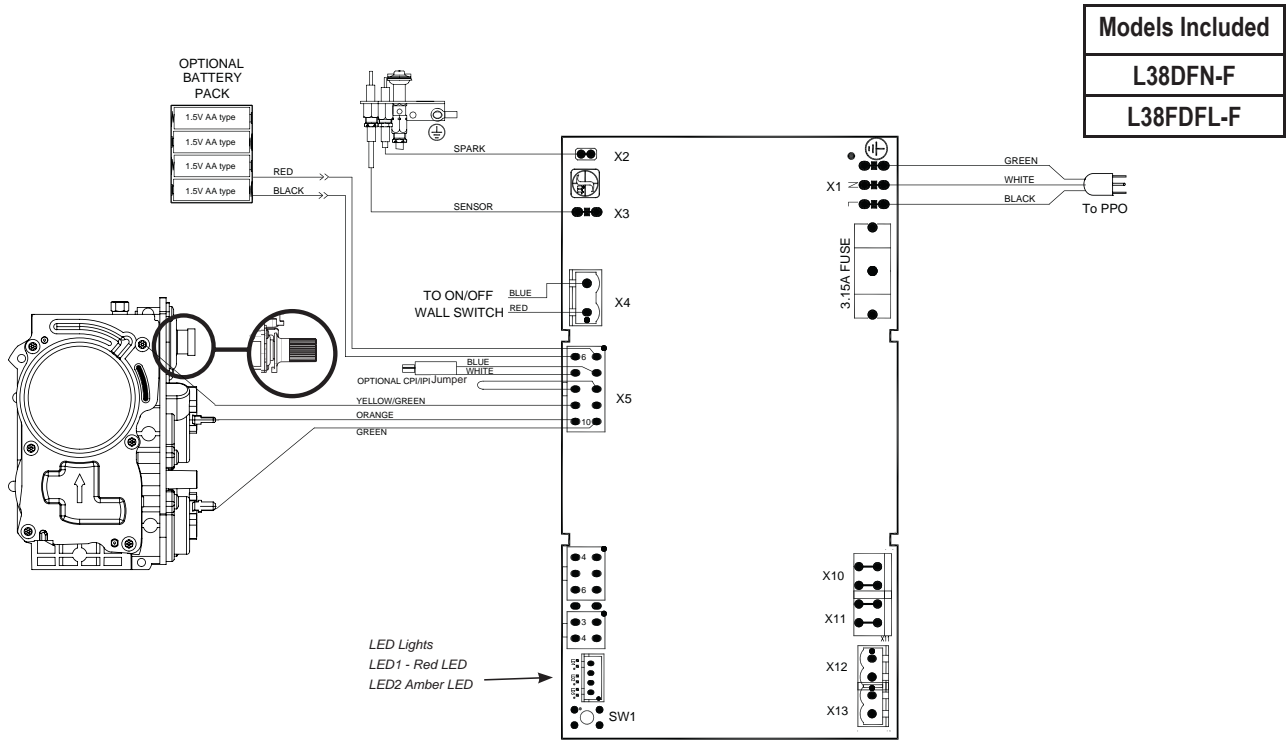 Models Included
L38DFN-F
L38FDFL-F
OPTIONAL
BATTERY
PACK
1.5V AA type
1.5V AA type
1.5V AA type
1.5V AA type
RED
BLACK
SPARK
SENSOR
X2
X3
X1
N
L
GREEN
WHITE
BLACK
To PPO
3.15A FUSE
TO ON/OFF
WALL SWITCH
BLUE
RED
X4
6
BLUE
WHITE
OPTIONAL CPI/IPI Jumper
X5
YELLOW/GREEN
ORANGE
10
GREEN
4
6
3
4
X10
X11
X11
X12
X13
LED Lights
LED1 - Red LED
LED2 Amber LED
SW1